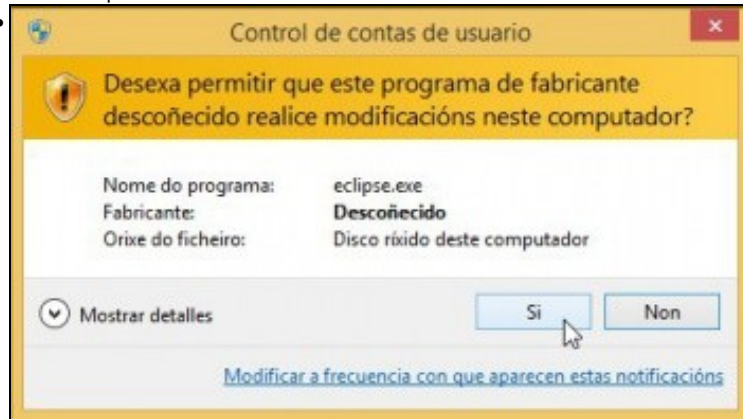 Control de contas de usuario
Desexa permitir que este programa de fabricante
descoñecido realice modificacións neste computador?
Nome do programa: eclipse.exe
Fabricante: Descoñecido
Orixe do ficheiro: Disco ríxido deste computador
Mostrar detalles
Si Non
Modificar a frecuencia con que aparecen estas notificacións